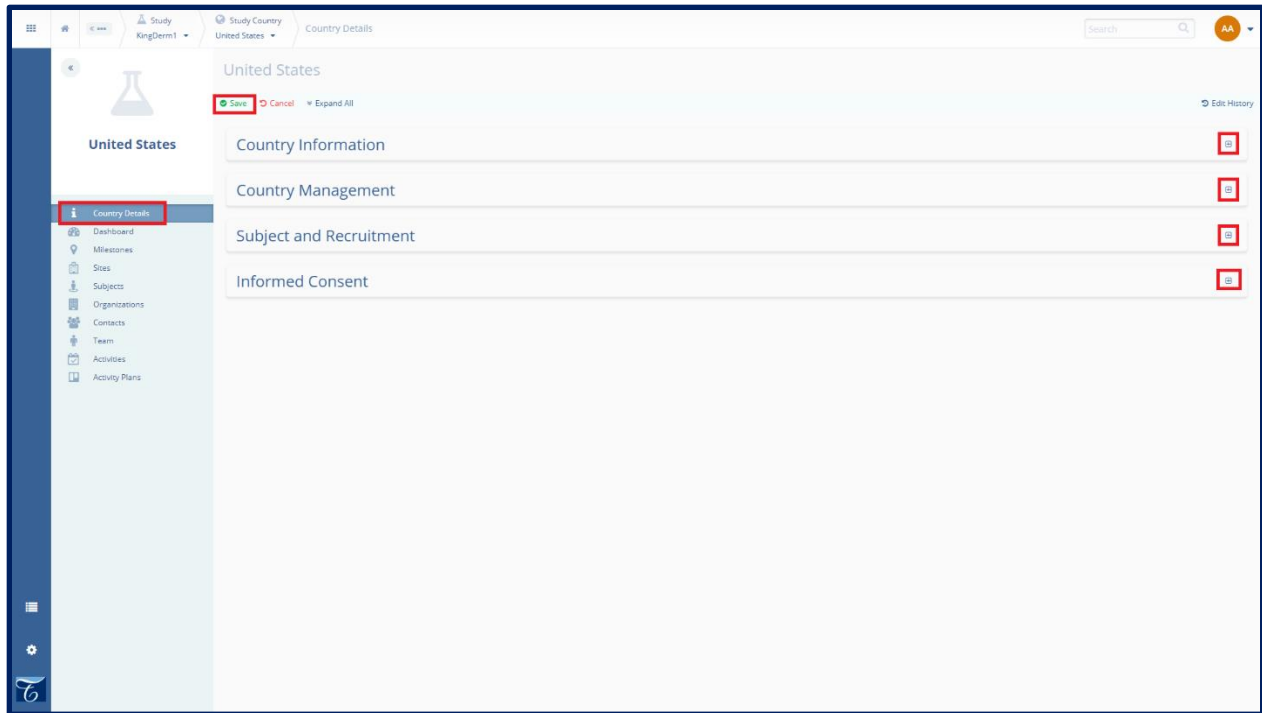 Study
KingDerm1
Study Country
United States
Country Details
Search
AA
United States
Save Cancel Expand All
Edit History
United States
Country Information
Country Management
Subject and Recruitment
Informed Consent
Country Details
Dashboard
Milestones
Sites
Subjects
Organizations
Contacts
Team
Activities
Activity Plans